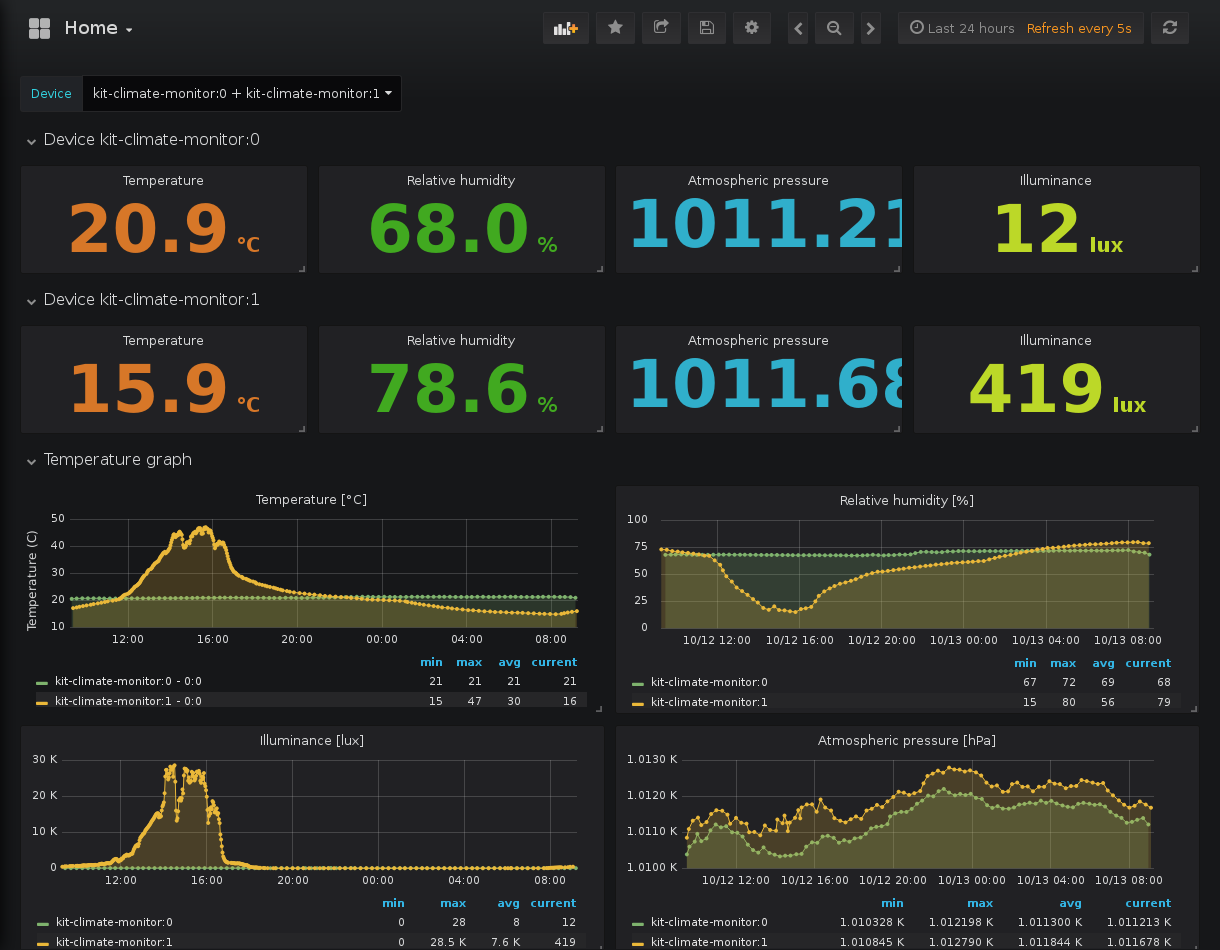 Home
Last 24 hours Refresh every 5s
Device kit-climate-monitor:0 + kit-climate-monitor:1
Device kit-climate-monitor:0
Temperature Relative humidity Atmospheric pressure Illuminance
20.9 °C 68.0 % 1011.21 12 lux
Device kit-climate-monitor:1
Temperature Relative humidity Atmospheric pressure Illuminance
15.9 °C 78.6 % 1011.68 419 lux
Temperature graph
Temperature [°C]
Temperature (C)
50
40
30
20
10
12:00 16:00 20:00 00:00 04:00 08:00
min max avg current
kit-climate-monitor:0 - 0:0 21 21 21 21
kit-climate-monitor:1 - 0:0 15 47 30 16
Relative humidity [%]
100
75
50
25
0
10/12 12:00 10/12 16:00 10/12 20:00 10/13 00:00 10/13 04:00 10/13 08:00
min max avg current
kit-climate-monitor:0 67 72 69 68
kit-climate-monitor:1 15 80 56 79
Illuminance [lux]
30 K
20 K
10 K
0
12:00 16:00 20:00 00:00 04:00 08:00
min max avg current
kit-climate-monitor:0 0 28 8 12
kit-climate-monitor:1 0 28.5 K 7.6 K 419
Atmospheric pressure [hPa]
1.0130 K
1.0120 K
1.0110 K
1.0100 K
10/12 12:00 10/12 16:00 10/12 20:00 10/13 00:00 10/13 04:00 10/13 08:00
min max avg current
kit-climate-monitor:0 1.010328 K 1.012198 K 1.011300 K 1.011213 K
kit-climate-monitor:1 1.010845 K 1.012790 K 1.011844 K 1.011678 K